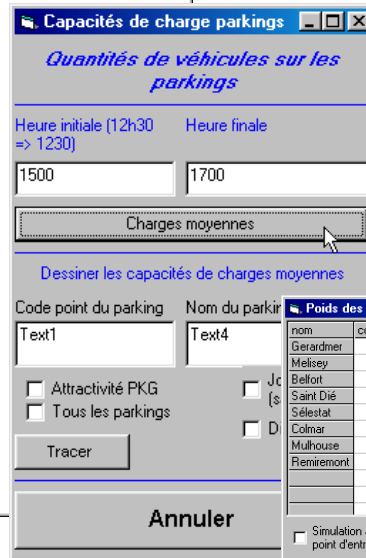 Capacités de charge parkings
Quantités de véhicules sur les
parkings
Heure initiale (12h30
=> 1230)
Heure finale
1500
1700
Charges moyennes
Dessiner les capacités de charges moyennes
Code point du parking
Nom du parkin
Text1
Text4
Attractivité PKG
Tous les parkings
Tracer
Annuler
Poids des
nom
Gerardmer
Melisey
Belfort
Saint Dié
Sélestat
Colmar
Mulhouse
Remiremont
Simulation
point d'entr